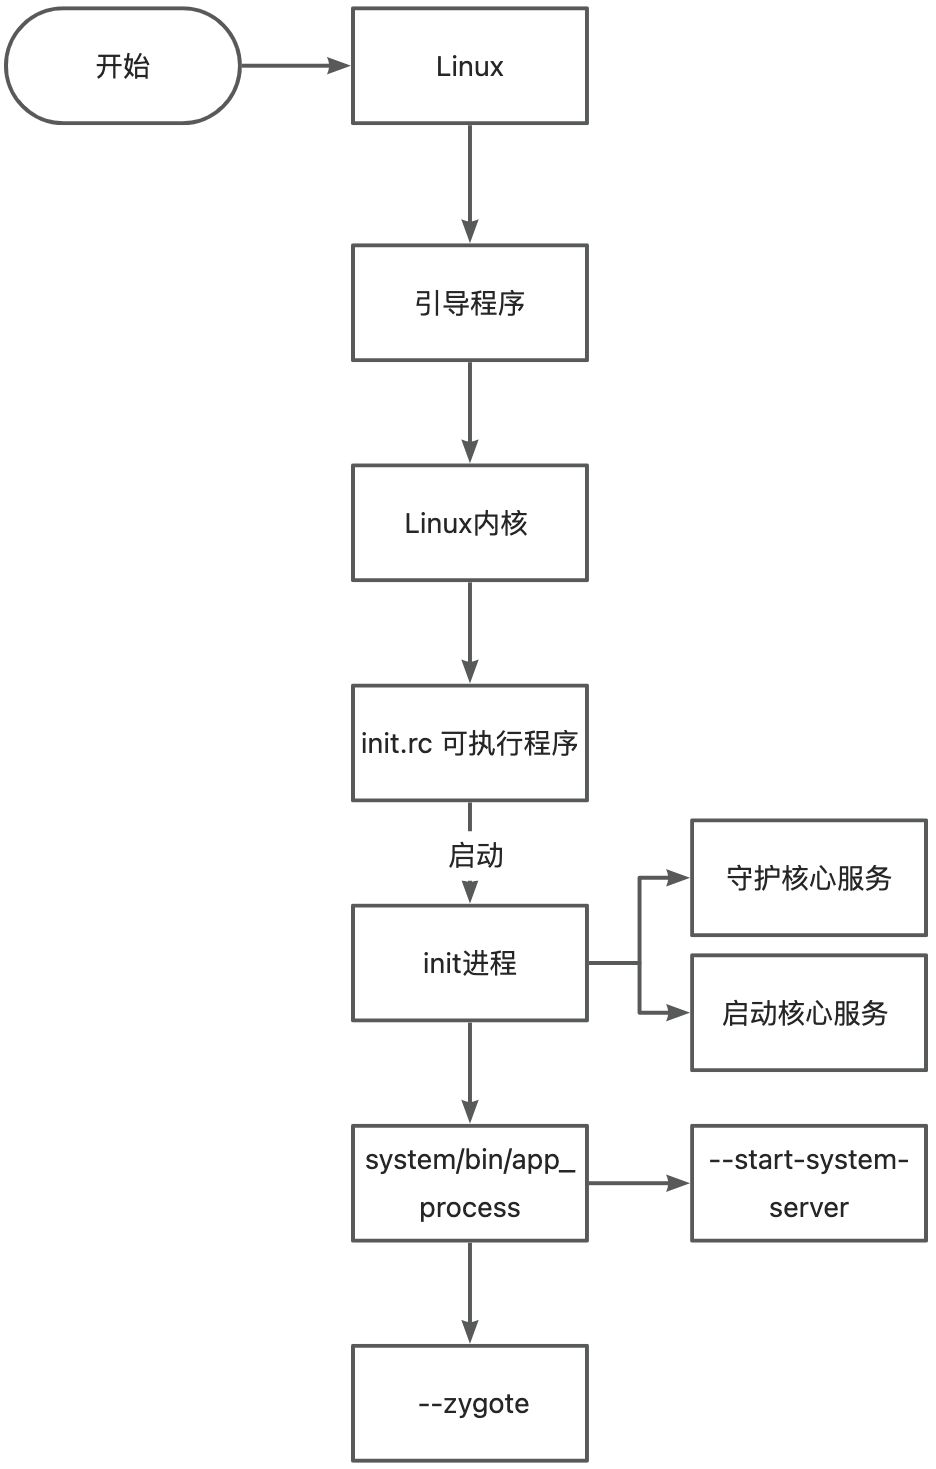 开始
Linux
引导程序
Linux内核
init.rc 可执行程序
启动
init进程
守护核心服务
启动核心服务
system/bin/app_
process
--start-system-
server
--zygote